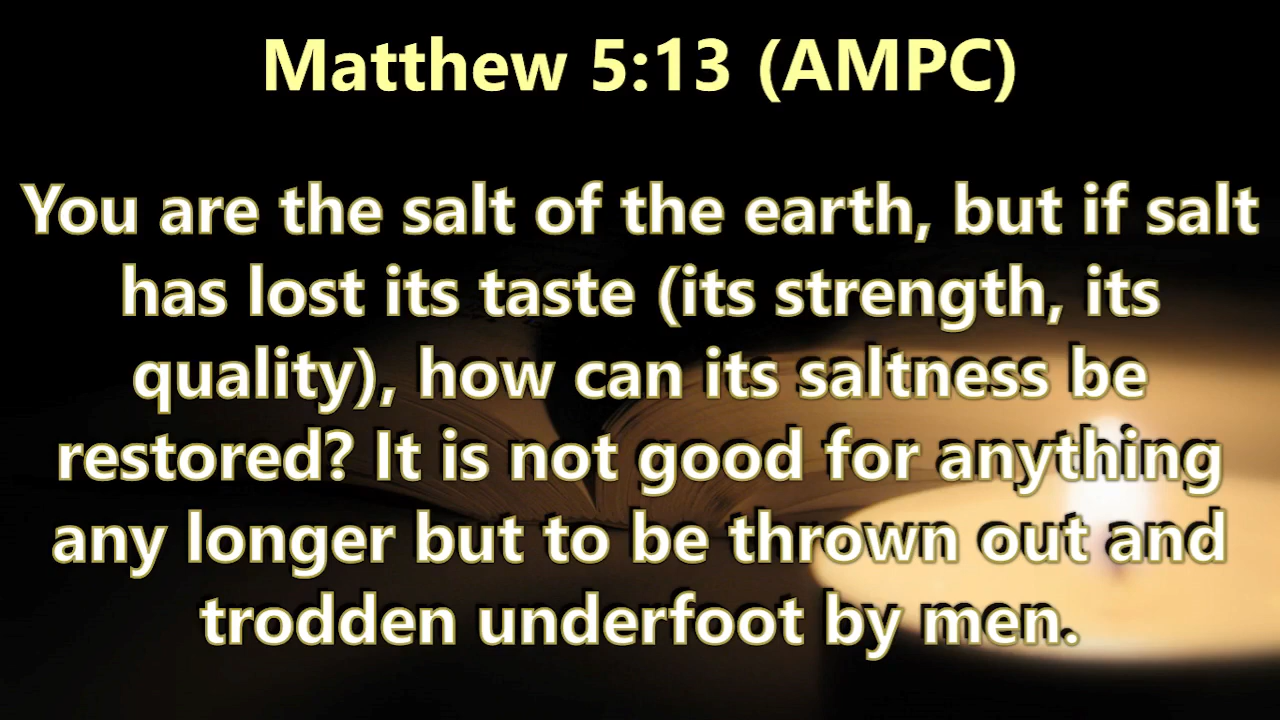 Matthew 5:13 (AMPC)
You are the salt of the earth, but if salt
has lost its taste (its strength, its
quality), how can its saltness be
restored? It is not good for anything
any longer but to be thrown out and
trodden underfoot by men.